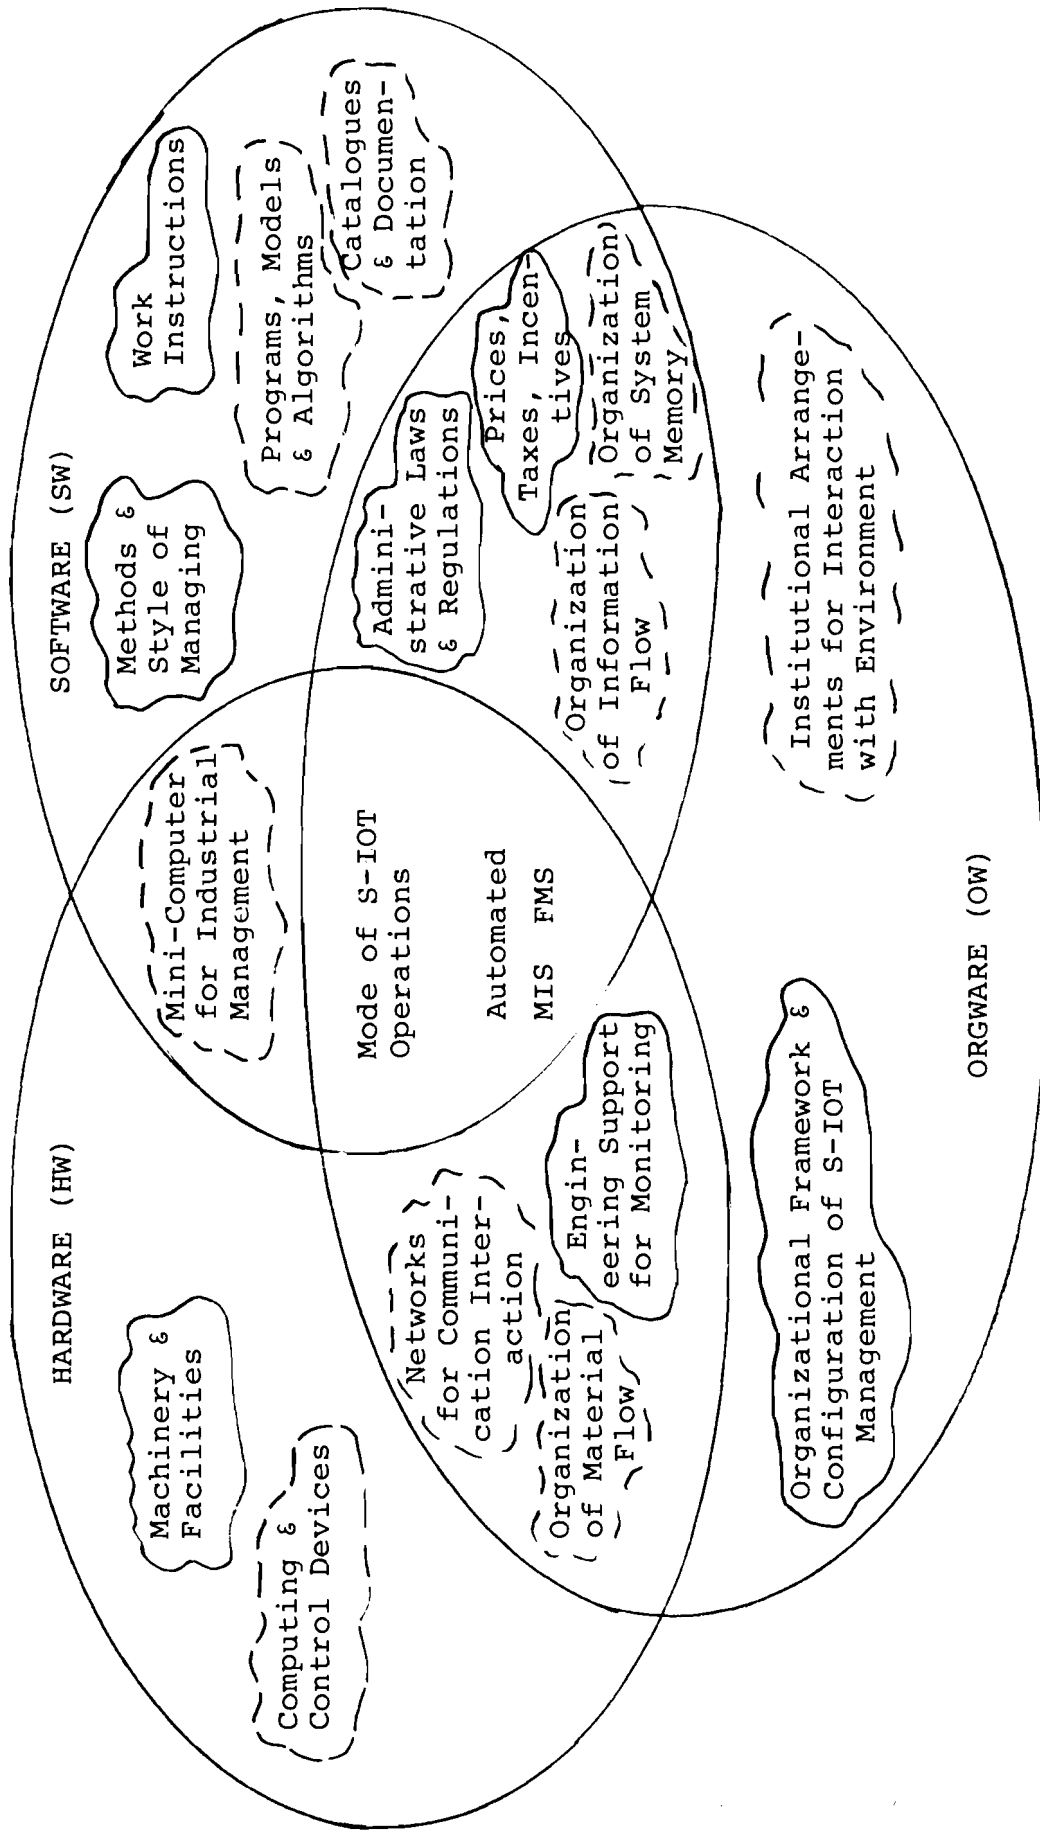 HARDWARE (HW)
SOFTWARE (SW)
Machinery &
Facilities
Computing &
Control Devices
Mini-Computer
for Industrial
Management
Methods &
Style of
Managing
Work
Instructions
Programs, Models
& Algorithms
Catalogues
& Documen-
tation
Networks
for Communi-
cation Inter-
action
Organization
of Material
Flow
Engin-
eering Support
for Monitoring
Mode of S-IOT
Operations
Automated
MIS FMS
Admini-
strative Laws
& Regulations
Prices,
Taxes, Incen-
tives
Organization
of Information
Flow
Organization
of System
Memory
Organizational Framework &
Configuration of S-IOT
Management
Institutional Arrange-
ments for Interaction
with Environment
ORGWARE (OW)